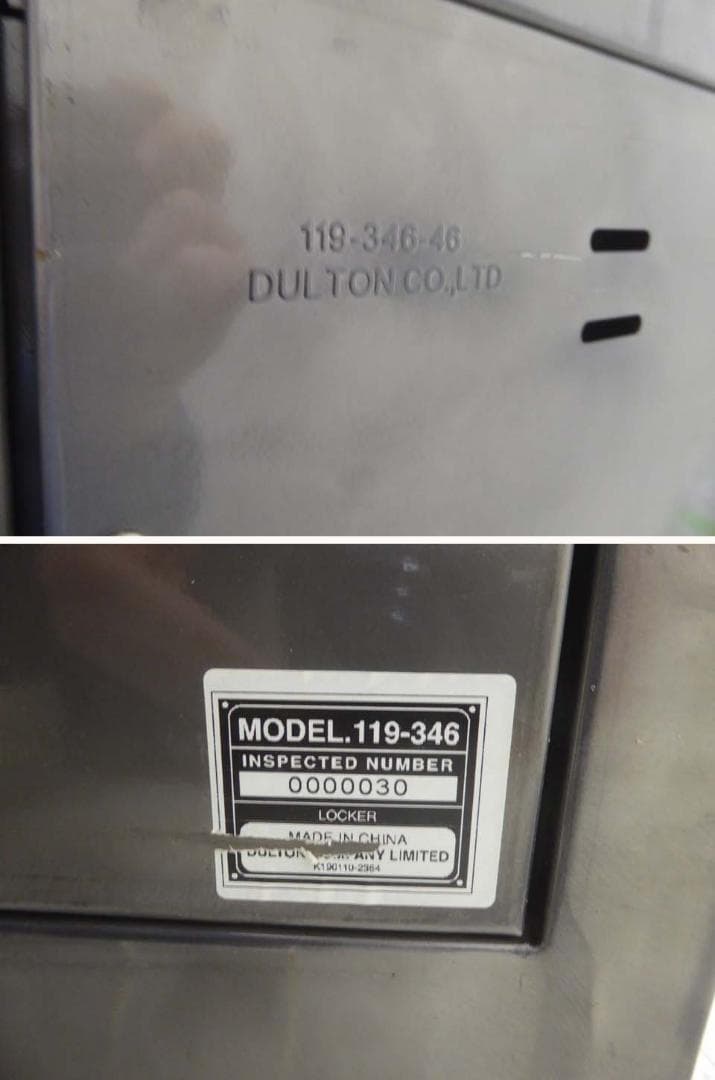 119-346-46
DULTON CO.,LTD
MODEL.119-346
INSPECTED NUMBER
0000030
LOCKER
MADE IN CHINA
LIMITED
K190110-2364